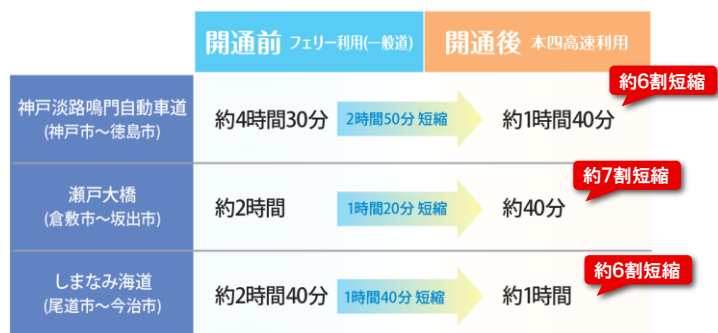 開通前 フェリー利用(一般道)
開通後 本四高速利用
神戸淡路鳴門自動車道
(神戸市～徳島市)
約4時間30分
2時間50分 短縮
約1時間40分
約6割短縮
瀬戸大橋
(倉敷市～坂出市)
約2時間
1時間20分 短縮
約40分
約7割短縮
しまなみ海道
(尾道市～今治市)
約2時間40分
1時間40分 短縮
約1時間
約6割短縮